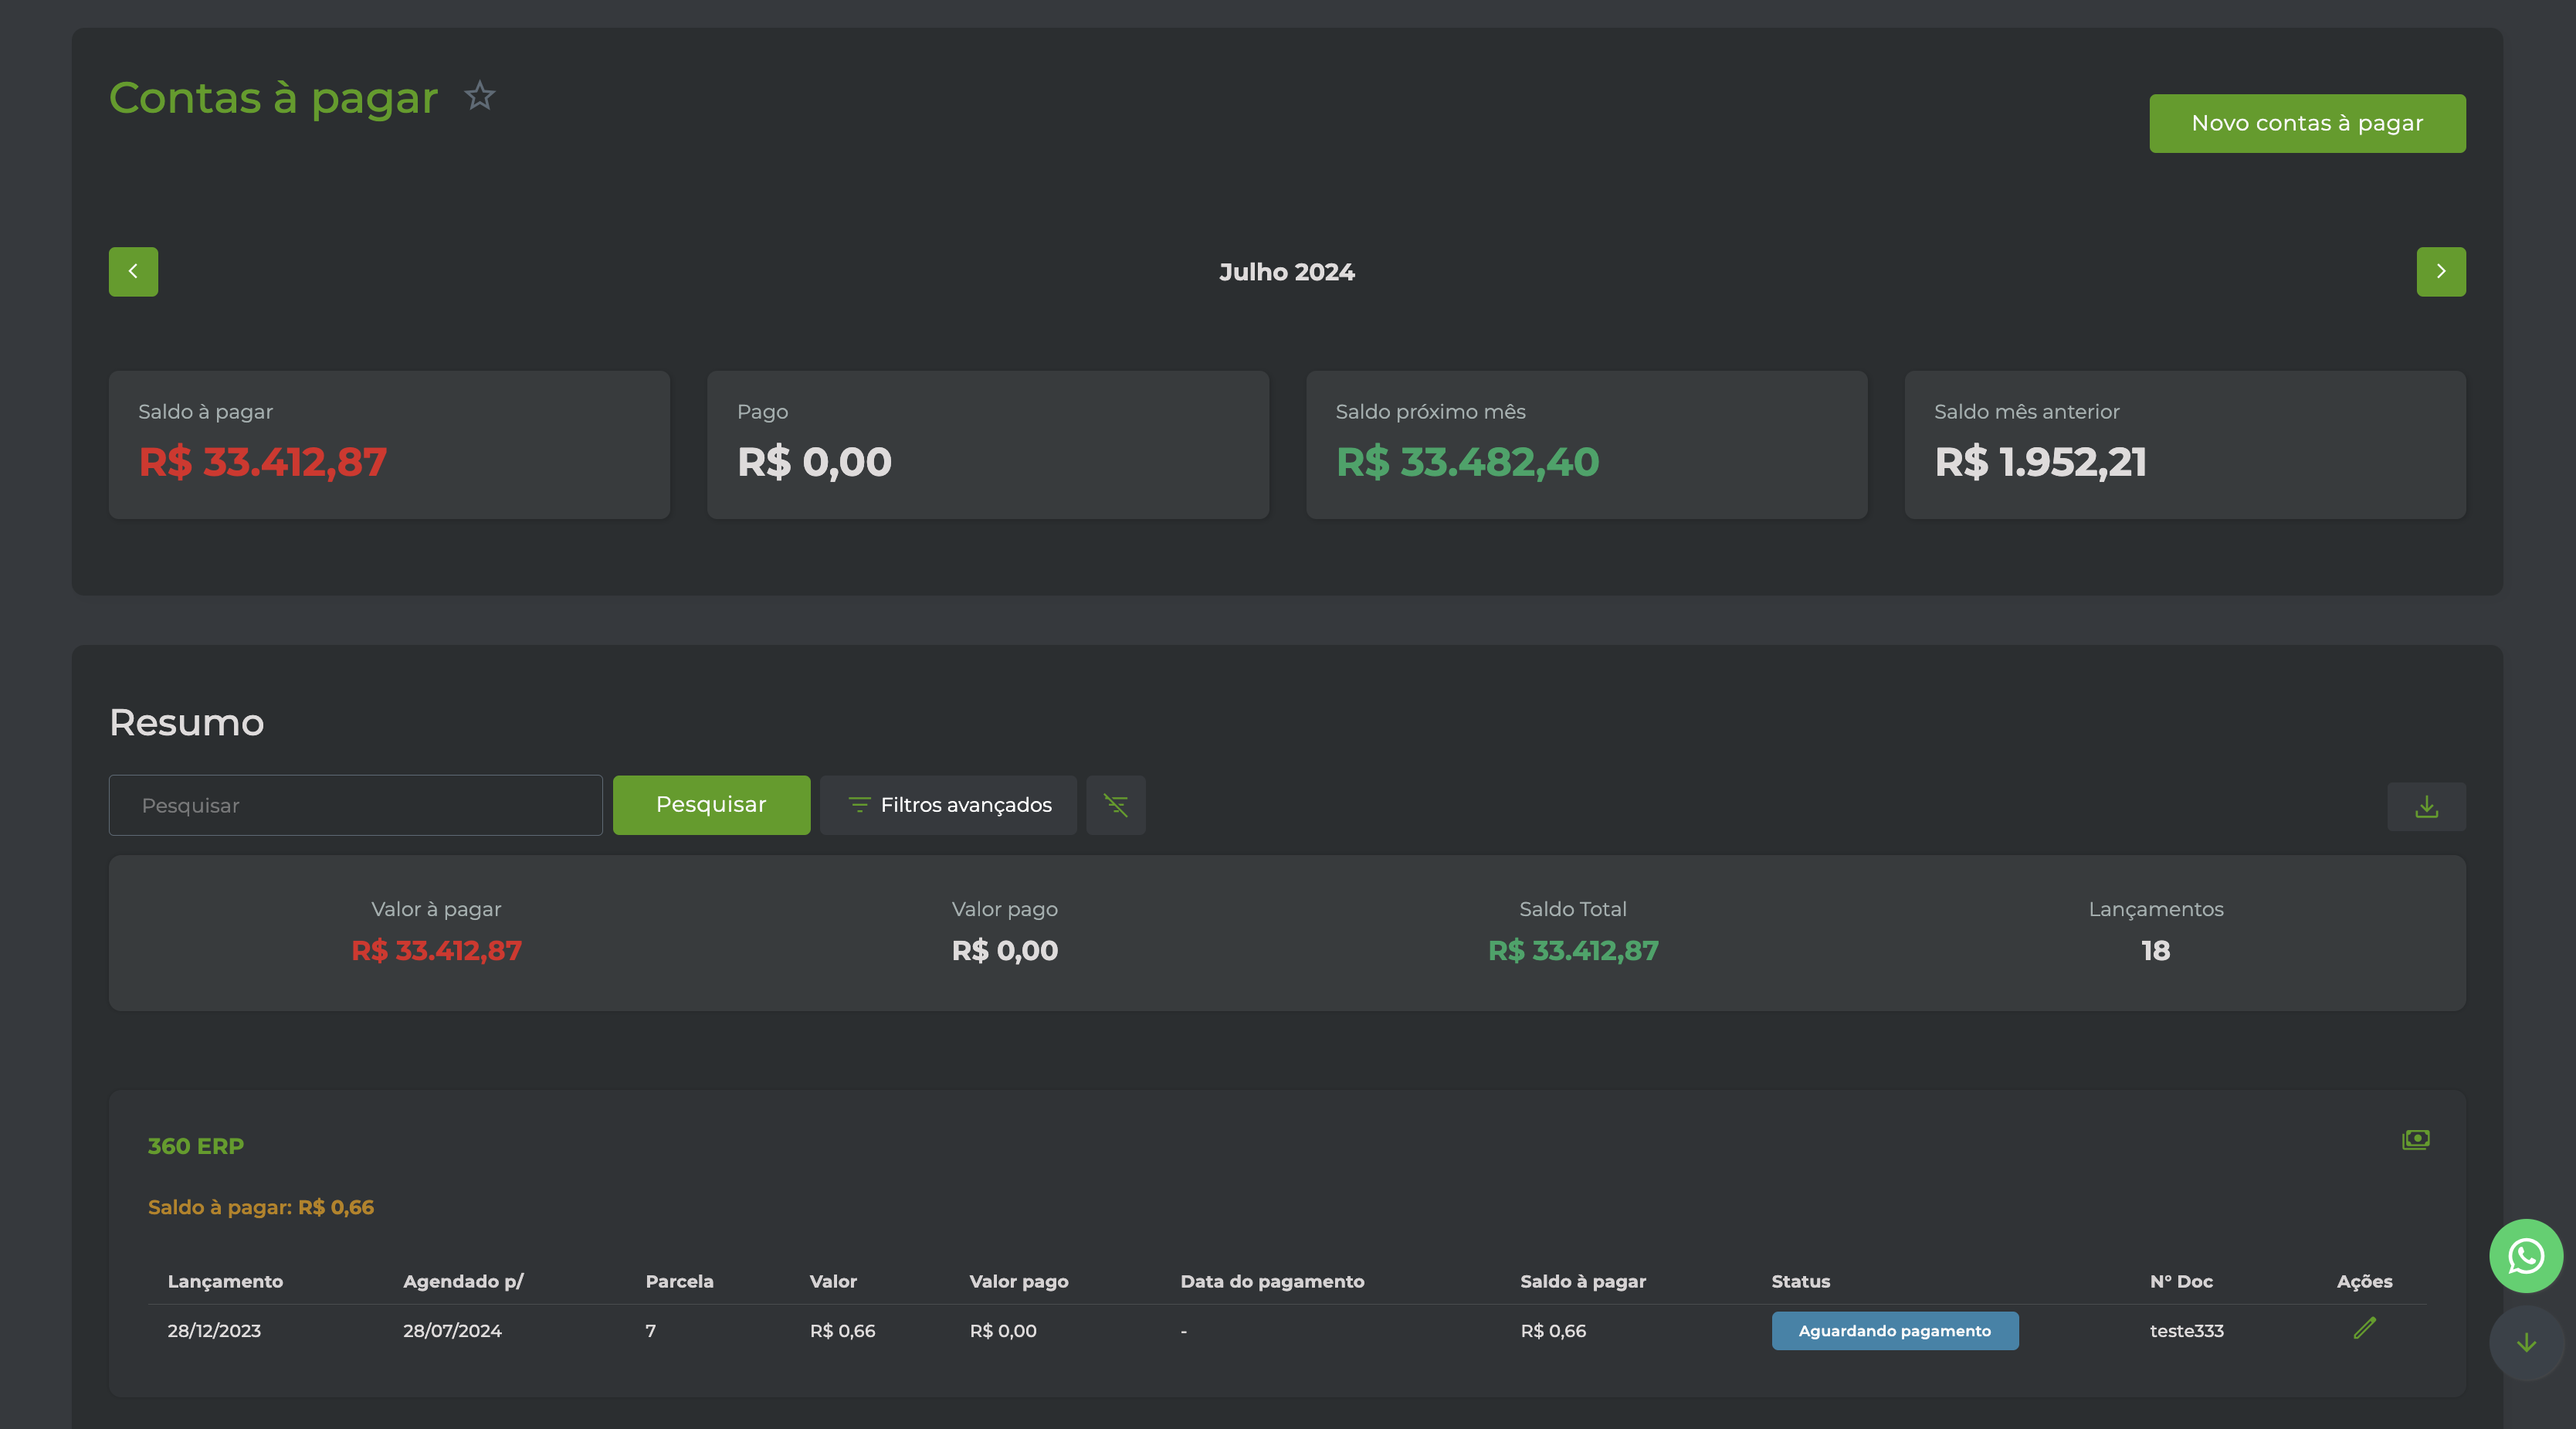 Contas à pagar
Novo contas à pagar
Julho 2024
Saldo à pagar
R$ 33.412,87
Pago
R$ 0,00
Saldo próximo mês
R$ 33.482,40
Saldo mês anterior
R$ 1.952,21
Resumo
Pesquisar
Pesquisar
Filtros avançados
Valor à pagar
R$ 33.412,87
Valor pago
R$ 0,00
Saldo Total
R$ 33.412,87
Lançamentos
18
360 ERP
Saldo à pagar: R$ 0,66
Lançamento Agendado p/ Parcela Valor Valor pago Data do pagamento Saldo à pagar Status Nº Doc Ações
28/12/2023 28/07/2024 7 R$ 0,66 R$ 0,00 - R$ 0,66 Aguardando pagamento teste333